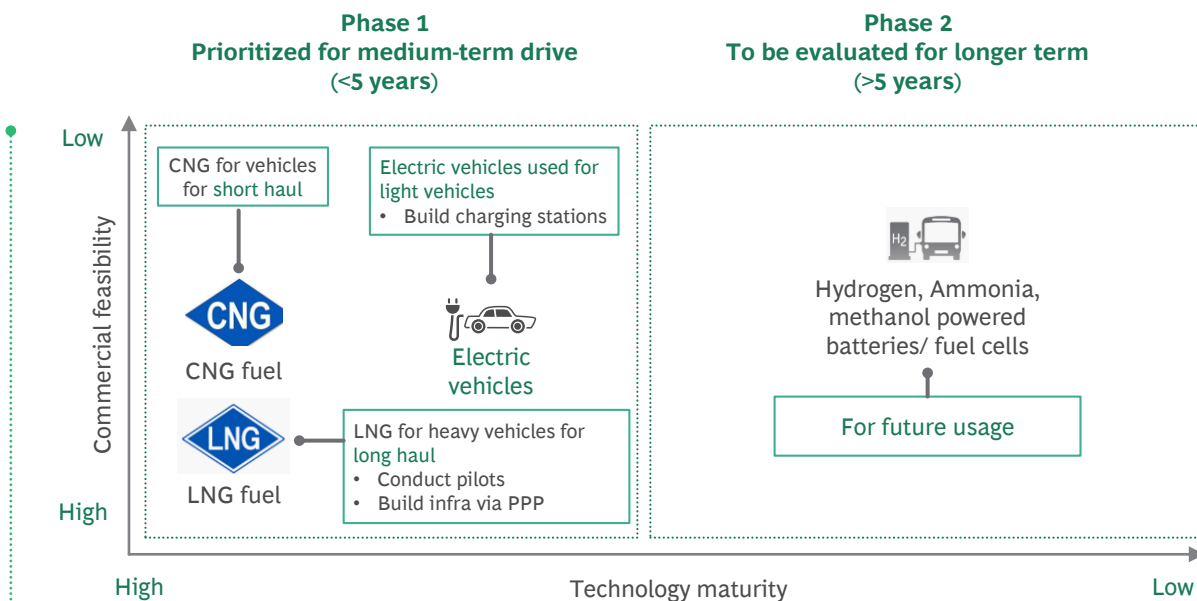 Phase 1
Prioritized for medium-term drive
(<5 years)
Phase 2
To be evaluated for longer term
(>5 years)
Low
Commercial feasibility
High
CNG for vehicles
for short haul
CNG
CNG fuel
Electric vehicles used for
light vehicles
• Build charging stations
Electric
vehicles
LNG
LNG fuel
LNG for heavy vehicles for
long haul
• Conduct pilots
• Build infra via PPP
H2
Hydrogen, Ammonia,
methanol powered
batteries/ fuel cells
For future usage
High
Technology maturity
Low